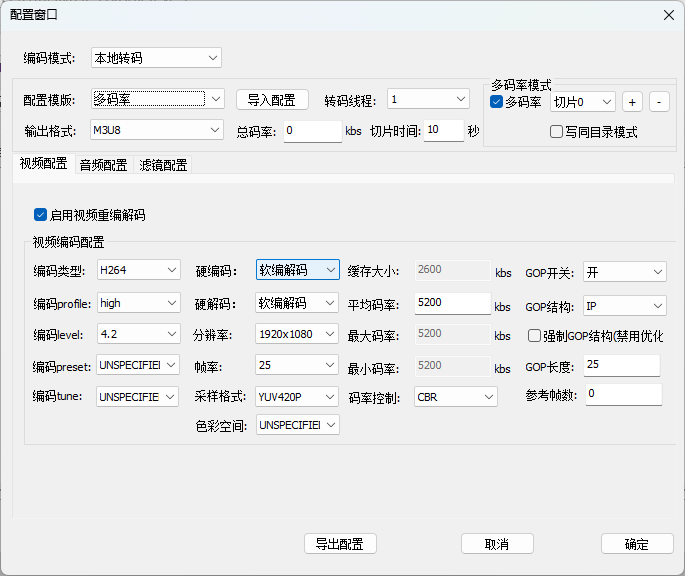 配置窗口
编码模式: 本地转码
多码率模式
配置模版: 多码率 导入配置 转码线程: 1 多码率 切片0 + -
输出格式: M3U8 总码率: 0 kbs 切片时间: 10 秒 写同目录模式
视频配置 音频配置 滤镜配置
启用视频重编解码
视频编码配置
编码类型: H264 硬编码: 软编解码 缓存大小: 2600 kbs GOP开关: 开
编码profile: high 硬解码: 软编解码 平均码率: 5200 kbs GOP结构: IP
编码level: 4.2 分辨率: 1920x1080 最大码率: 5200 kbs 强制GOP结构(禁用优化
编码preset: UNSPECIFIEI 帧率: 25 最小码率: 5200 kbs GOP长度: 25
编码tune: UNSPECIFIE 采样格式: YUV420P 码率控制: CBR 参考帧数: 0
色彩空间: UNSPECIFIEI
导出配置 取消 确定